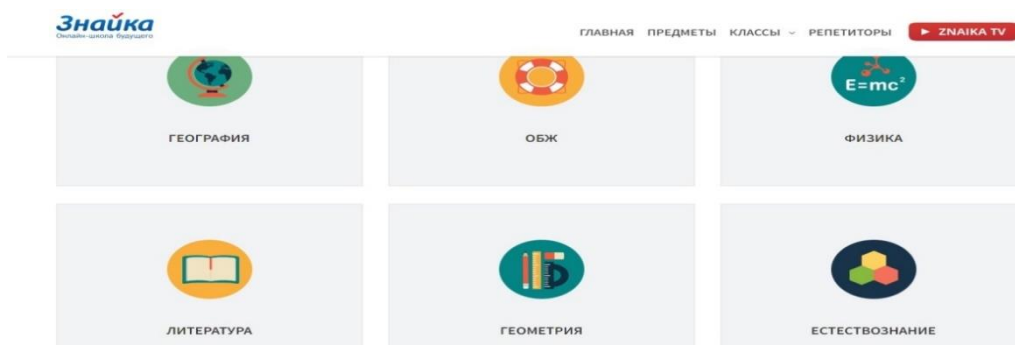 Знайка
Онлайн-школа будущего
ГЛАВНАЯ ПРЕДМЕТЫ КЛАССЫ РЕПЕТИТОРЫ ZNAIKA TV
E=mc²
ГЕОГРАФИЯ ОБЖ ФИЗИКА
ЛИТЕРАТУРА ГЕОМЕТРИЯ ЕСТЕСТВОЗНАНИЕ